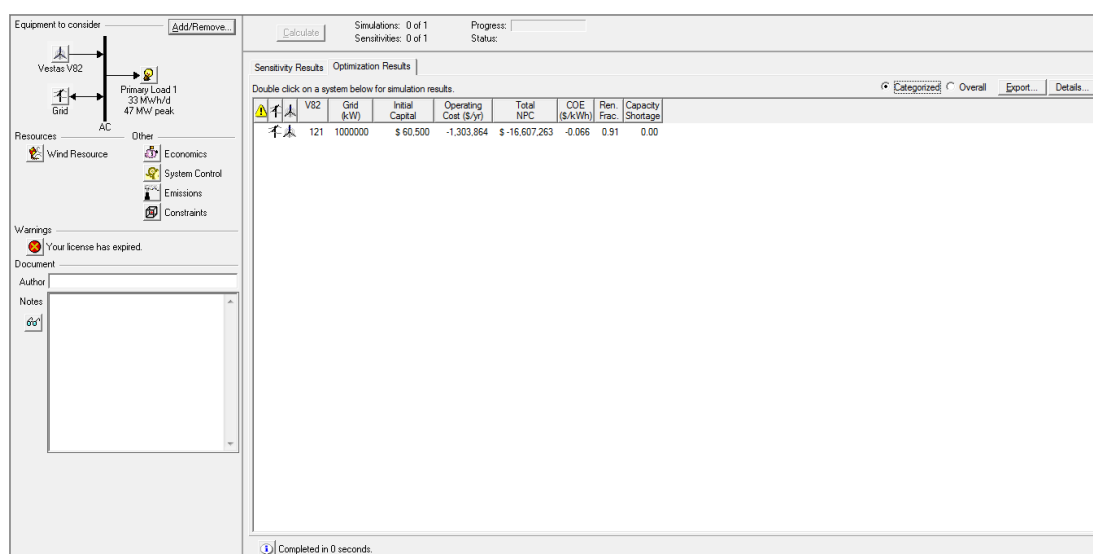 Equipment to consider
Add/Remove...
Vestas V82
Grid
AC
Primary Load 1
33 MWh/d
47 MW peak
Resources
Other
Wind Resource
Economics
System Control
Emissions
Constraints
Warnings
Your license has expired.
Document
Author
Notes
Calculate
Simulations: 0 of 1
Progress:
Sensitivities: 0 of 1
Status:
Sensitivity Results
Optimization Results
Double click on a system below for simulation results.
Categorized
Overall
Export...
Details...
V82 Grid (kW) Initial Capital Operating Cost ($/yr) Total NPC COE ($/kWh) Ren. Frac. Capacity Shortage
121 1000000 $ 60,500 -1,303,864 $ -16,607,263 -0.066 0.91 0.00
Completed in 0 seconds.